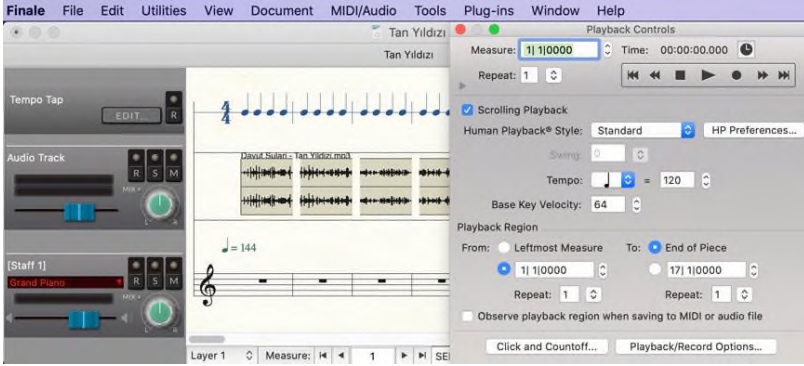 Finale File Edit Utilities View Document MIDI/Audio Tools Plug-ins Window Help
Tan Yıldızı
Tan Yıldızı
Tempo Tap
EDIT...
R
Audio Track
R S M
MIX
L R
Davut Sulari - Tan Yildizi.mp3
4
4
♩ = 144
[Staff 1]
Grand Piano
R S M
MIX
L R
Layer 1 Measure: 1 SE
Playback Controls
Measure: 1| 1|0000 Time: 00:00:00.000
Repeat: 1
Scrolling Playback
Human Playback® Style: Standard HP Preferences...
Swing: 0
Tempo: ♩ = 120
Base Key Velocity: 64
Playback Region
From: Leftmost Measure To: End of Piece
1| 1|0000 17| 1|0000
Repeat: 1 Repeat: 1
Observe playback region when saving to MIDI or audio file
Click and Countoff... Playback/Record Options...